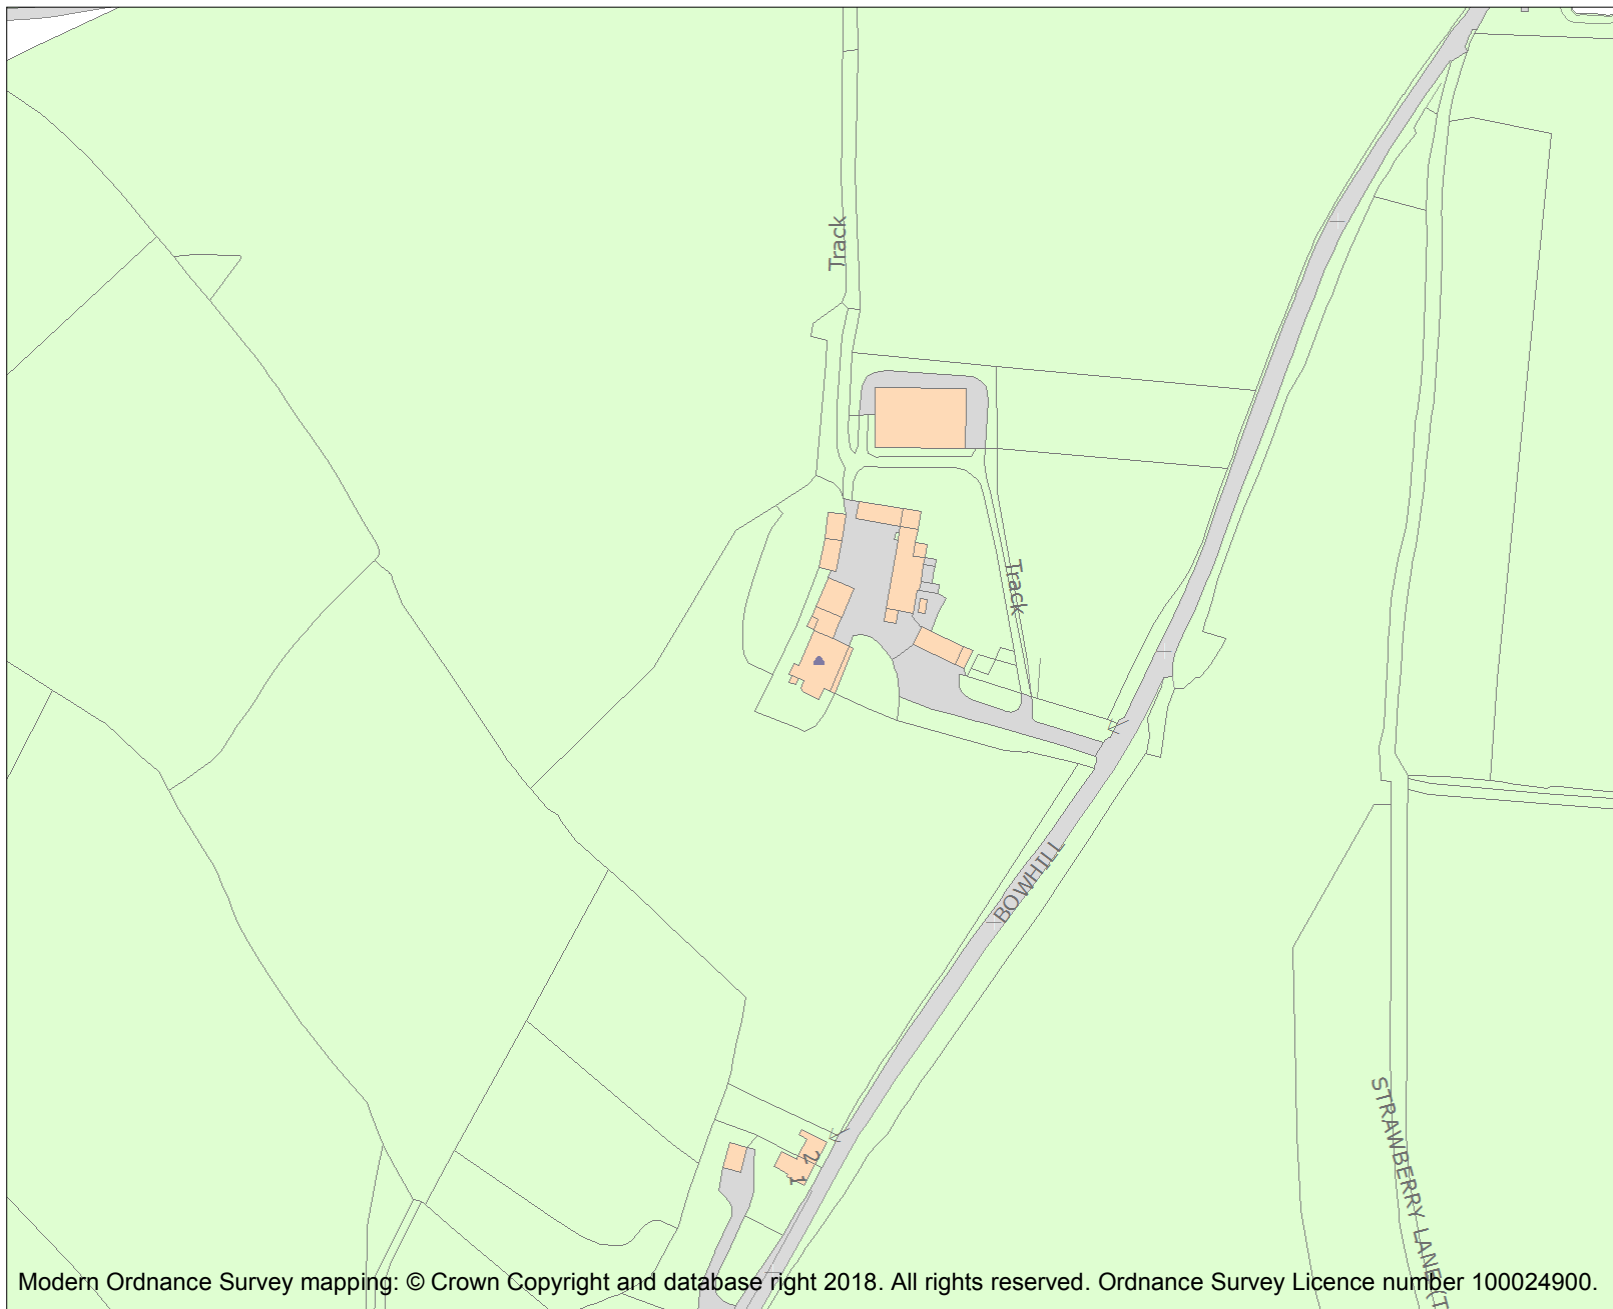 Track
Track
BOWHILL
2
1
STRAWBERRY LANE (T
Modern Ordnance Survey mapping: © Crown Copyright and database right 2018. All rights reserved. Ordnance Survey Licence number 100024900.